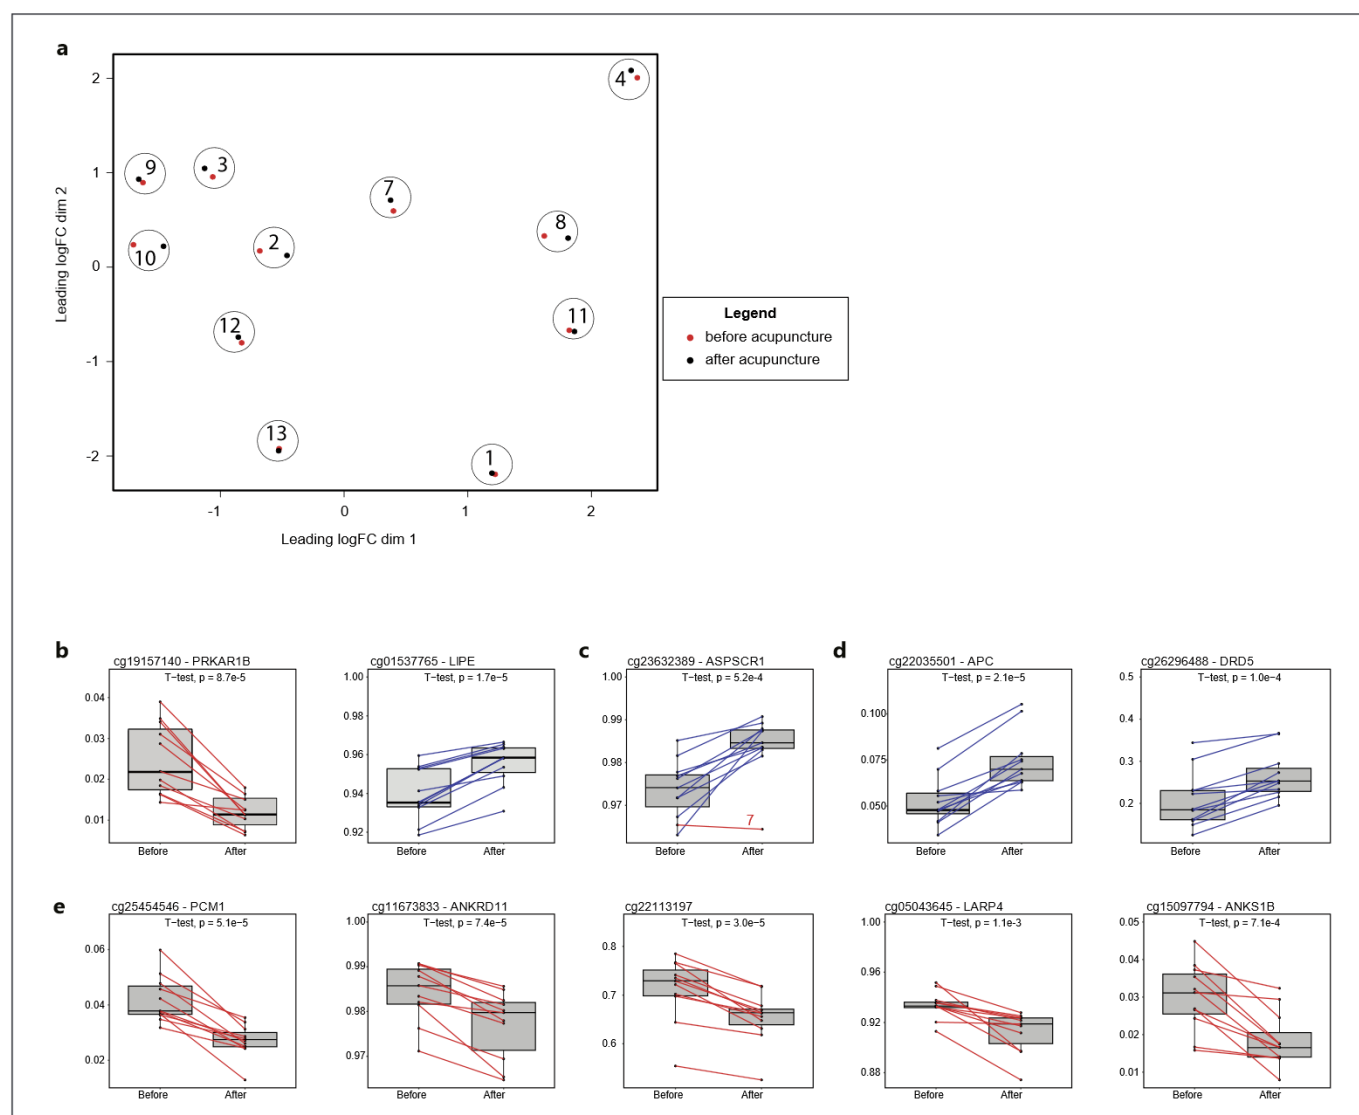 a
2
1
0
-1
-2
Leading logFC dim 2
4
9
3
7
8
10
2
11
12
13
1
-1
0
1
2
Leading logFC dim 1
Legend
before acupuncture
after acupuncture
b
cg19157140 - PRKAR1B
T-test, p = 8.7e-5
0.04
0.03
0.02
0.01
Before
After
cg01537765 - LIPE
T-test, p = 1.7e-5
1.00
0.98
0.96
0.94
0.92
Before
After
c
cg23632389 - ASPSCR1
T-test, p = 5.2e-4
1.00
0.99
0.98
0.97
7
Before
After
d
cg22035501 - APC
T-test, p = 2.1e-5
0.100
0.075
0.050
Before
After
cg26296488 - DRD5
T-test, p = 1.0e-4
0.5
0.4
0.3
0.2
Before
After
e
cg25454546 - PCM1
T-test, p = 5.1e-5
0.06
0.04
0.02
Before
After
cg11673833 - ANKRD11
T-test, p = 7.4e-5
1.00
0.99
0.98
0.97
Before
After
cg22113197
T-test, p = 3.0e-5
0.8
0.7
0.6
Before
After
cg05043645 - LARP4
T-test, p = 1.1e-3
1.00
0.96
0.92
0.88
Before
After
cg15097794 - ANKS1B
T-test, p = 7.1e-4
0.05
0.04
0.03
0.02
0.01
Before
After